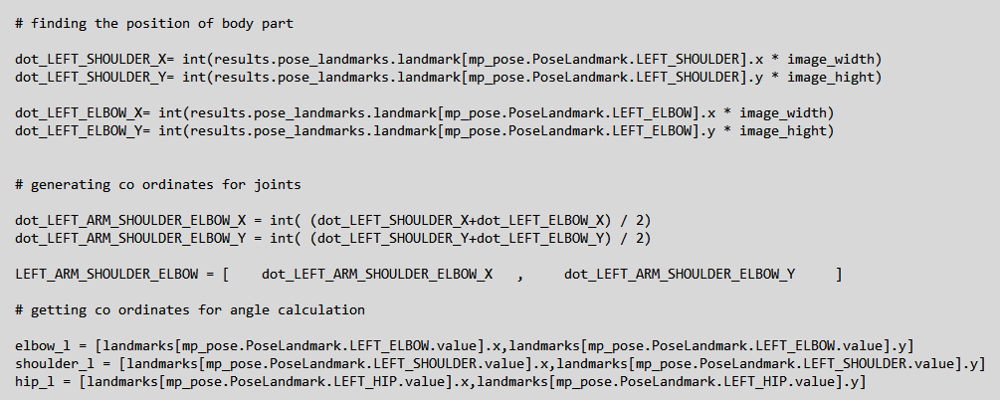 # finding the position of body part
dot_LEFT_SHOULDER_X= int(results.pose_landmarks.landmark[mp_pose.PoseLandmark.LEFT_SHOULDER].x * image_width)
dot_LEFT_SHOULDER_Y= int(results.pose_landmarks.landmark[mp_pose.PoseLandmark.LEFT_SHOULDER].y * image_hight)
dot_LEFT_ELBOW_X= int(results.pose_landmarks.landmark[mp_pose.PoseLandmark.LEFT_ELBOW].x * image_width)
dot_LEFT_ELBOW_Y= int(results.pose_landmarks.landmark[mp_pose.PoseLandmark.LEFT_ELBOW].y * image_hight)
# generating co ordinates for joints
dot_LEFT_ARM_SHOULDER_ELBOW_X = int( (dot_LEFT_SHOULDER_X+dot_LEFT_ELBOW_X) / 2)
dot_LEFT_ARM_SHOULDER_ELBOW_Y = int( (dot_LEFT_SHOULDER_Y+dot_LEFT_ELBOW_Y) / 2)
LEFT_ARM_SHOULDER_ELBOW = [    dot_LEFT_ARM_SHOULDER_ELBOW_X   ,     dot_LEFT_ARM_SHOULDER_ELBOW_Y     ]
# getting co ordinates for angle calculation
elbow_l = [landmarks[mp_pose.PoseLandmark.LEFT_ELBOW.value].x,landmarks[mp_pose.PoseLandmark.LEFT_ELBOW.value].y]
shoulder_l = [landmarks[mp_pose.PoseLandmark.LEFT_SHOULDER.value].x,landmarks[mp_pose.PoseLandmark.LEFT_SHOULDER.value].y]
hip_l = [landmarks[mp_pose.PoseLandmark.LEFT_HIP.value].x,landmarks[mp_pose.PoseLandmark.LEFT_HIP.value].y]